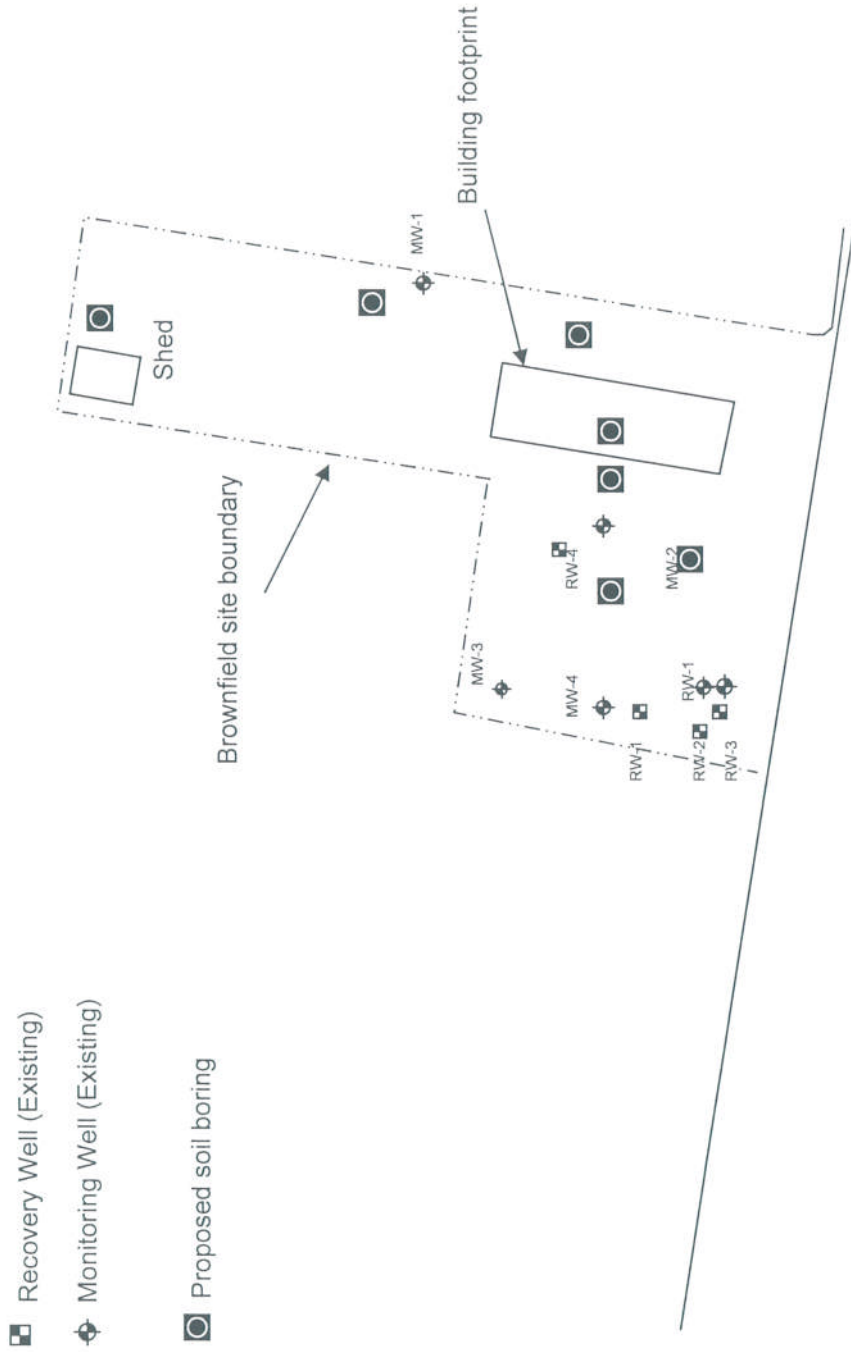 Recovery Well (Existing)
Monitoring Well (Existing)
Proposed soil boring
Brownfield site boundary
Shed
Building footprint
MW-1
MW-3
MW-4
RW-4
MW-2
RW-1
RW-1
RW-2
RW-3